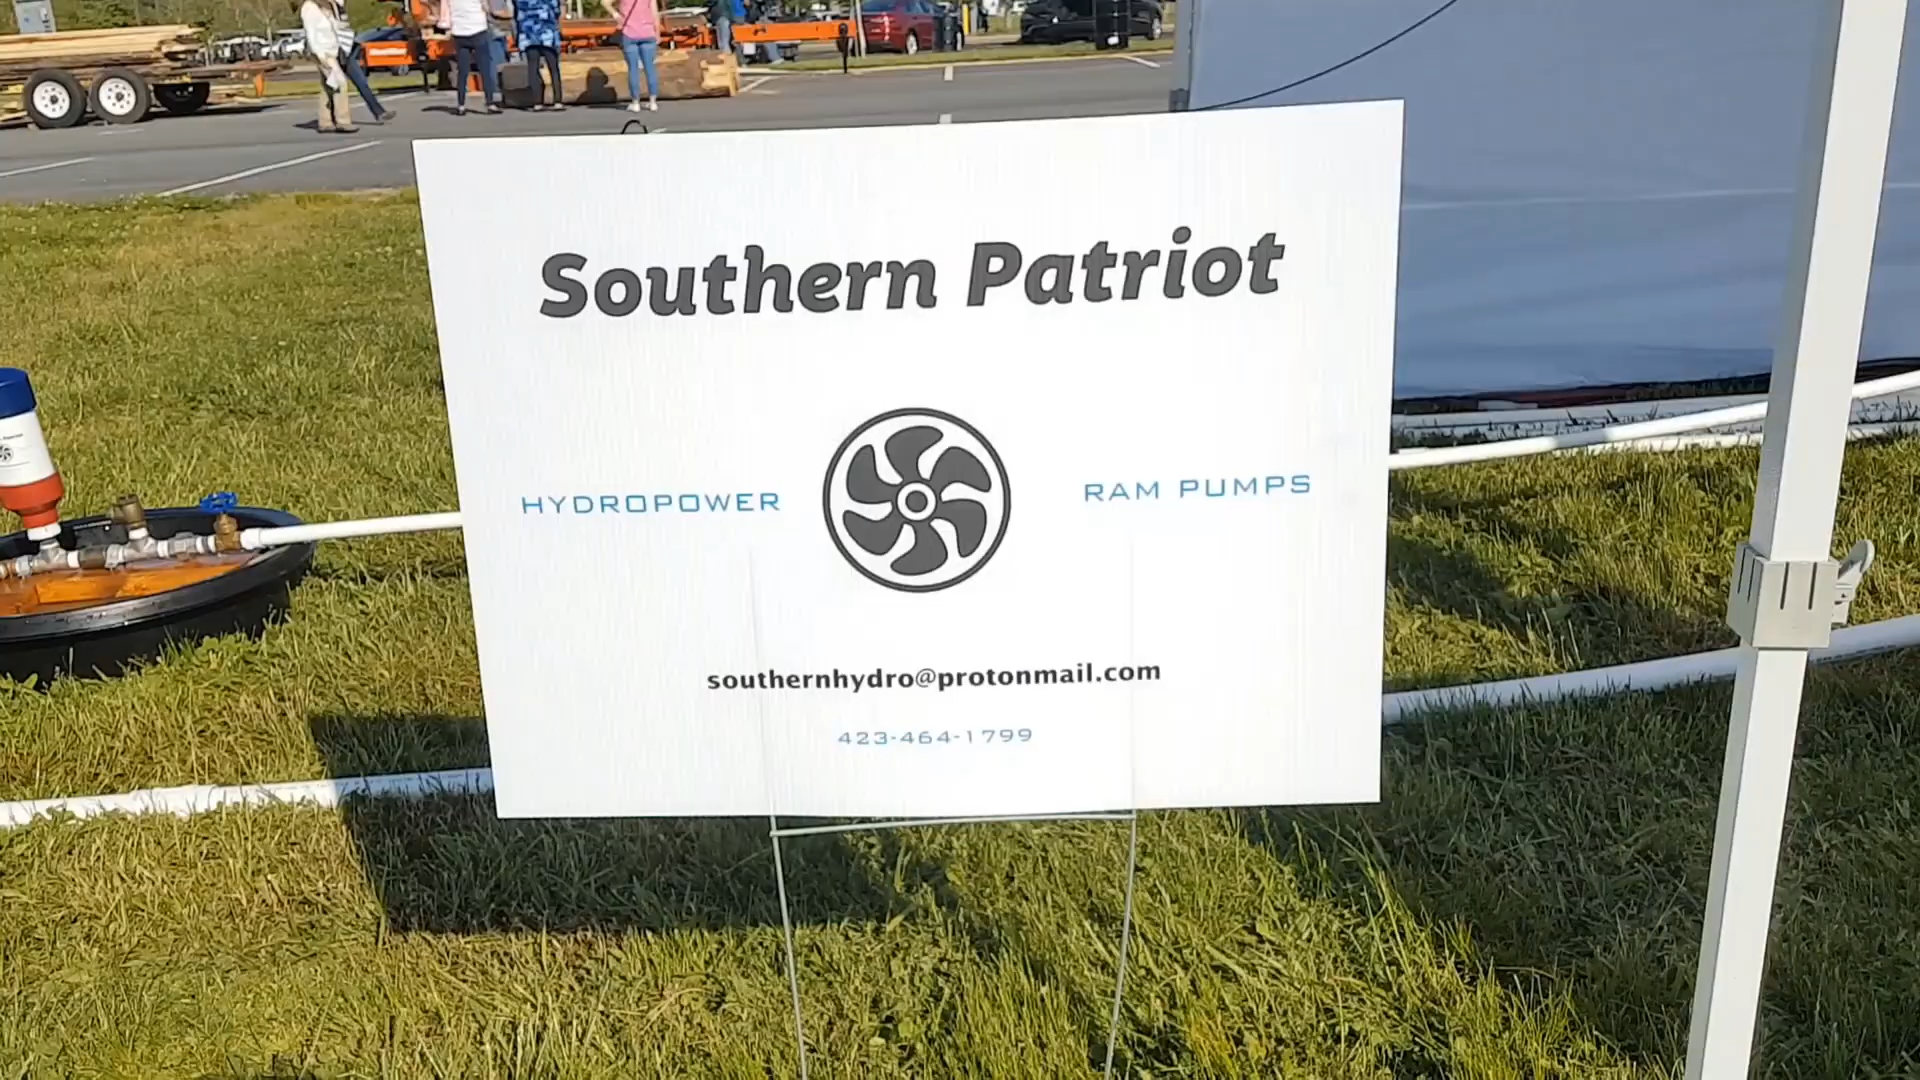 Southern Patriot
HYDROPOWER
RAM PUMPS
southernhydro@protonmail.com
423-464-1799